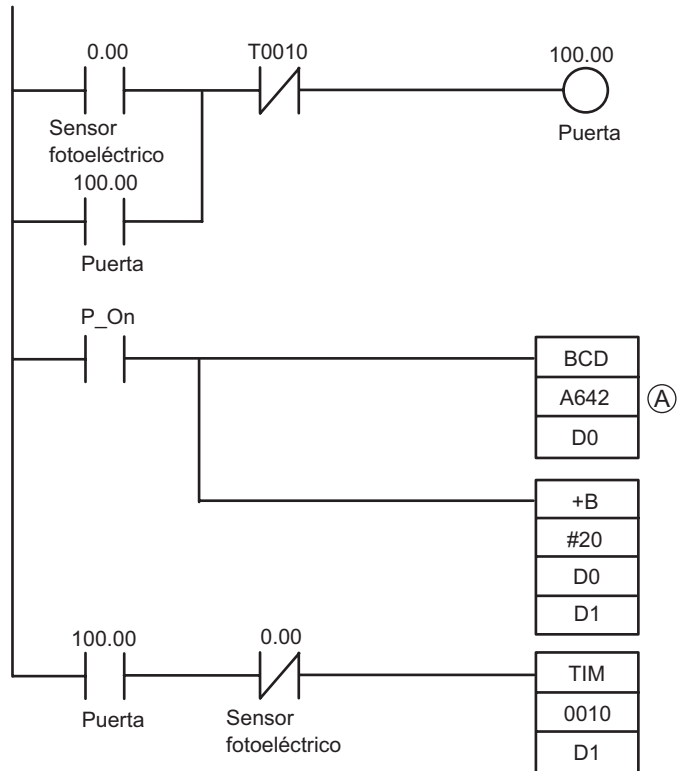 0.00 T0010 100.00
Sensor
fotoeléctrico
Puerta
100.00
Puerta
P_On
BCD
A642 A
D0
+B
#20
D0
D1
100.00 0.00
TIM
Puerta Sensor
fotoeléctrico
0010
D1